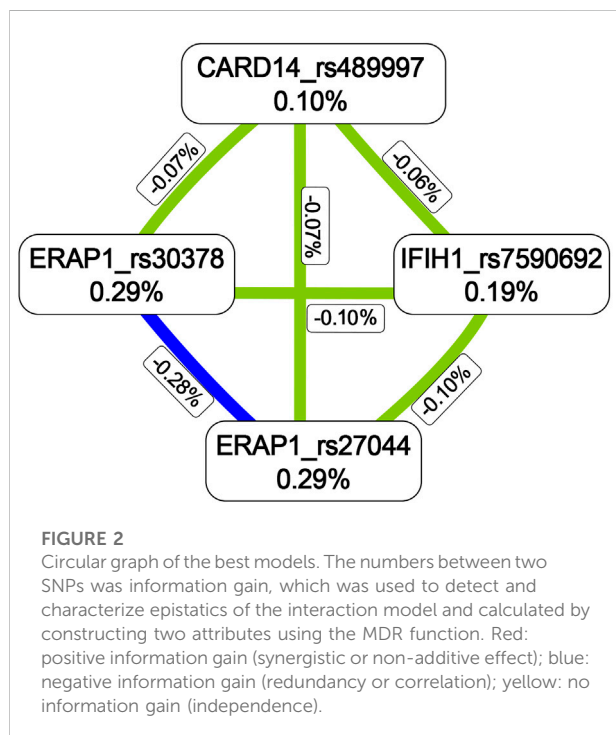 CARD14_rs489997
0.10%
-0.07%
-0.06%
-0.07%
ERAP1_rs30378
0.29%
IFIH1_rs7590692
0.19%
-0.10%
-0.28%
-0.10%
ERAP1_rs27044
0.29%
FIGURE 2
Circular graph of the best models. The numbers between two
SNPs was information gain, which was used to detect and
characterize epistatics of the interaction model and calculated by
constructing two attributes using the MDR function. Red:
positive information gain (synergistic or non-additive effect); blue:
negative information gain (redundancy or correlation); yellow: no
information gain (independence).